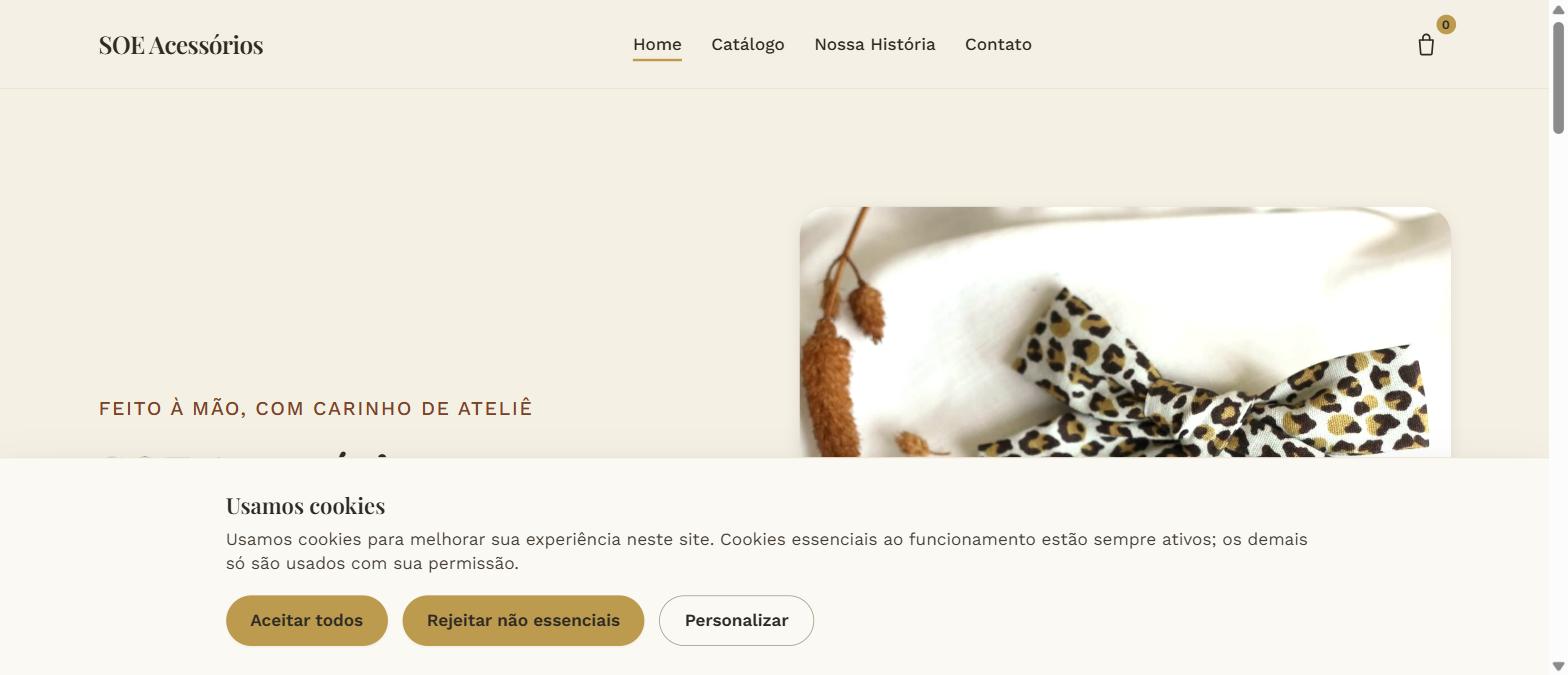 SOE Acessórios
Home
Catálogo
Nossa História
Contato
0
FEITO À MÃO, COM CARINHO DE ATELIÊ
Usamos cookies
Usamos cookies para melhorar sua experiência neste site. Cookies essenciais ao funcionamento estão sempre ativos; os demais
só são usados com sua permissão.
Aceitar todos
Rejeitar não essenciais
Personalizar